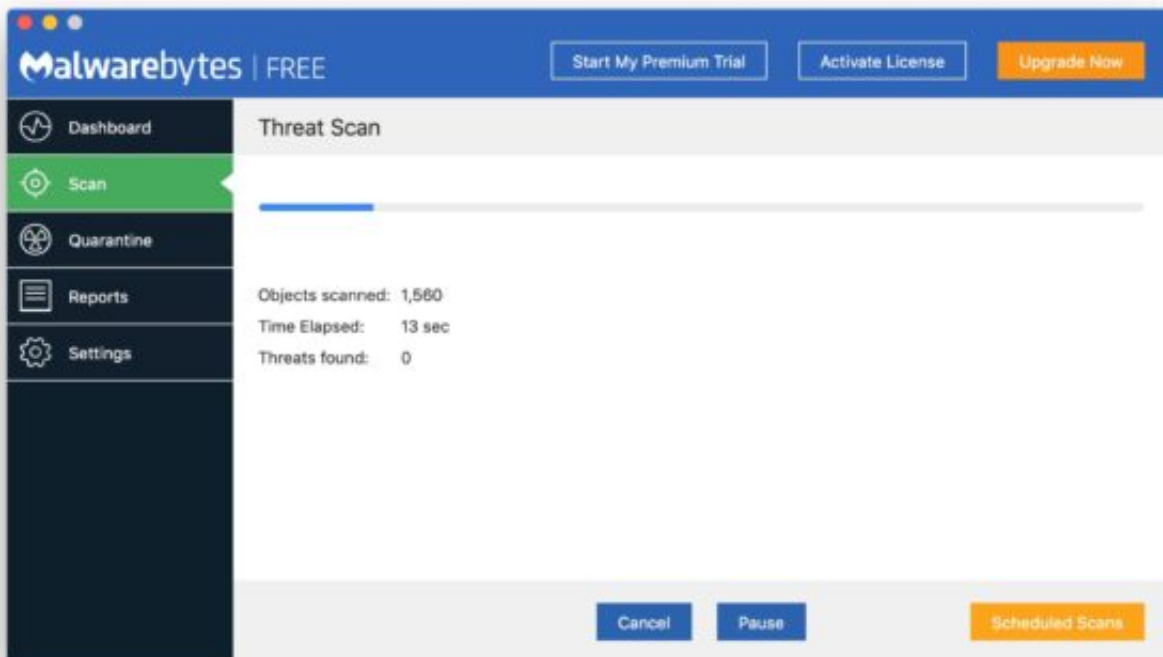 Malwarebytes | FREE
Start My Premium Trial
Activate License
Upgrade Now
Dashboard
Scan
Quarantine
Reports
Settings
Threat Scan
Objects scanned: 1,560
Time Elapsed: 13 sec
Threats found: 0
Cancel
Pause
Scheduled Scans